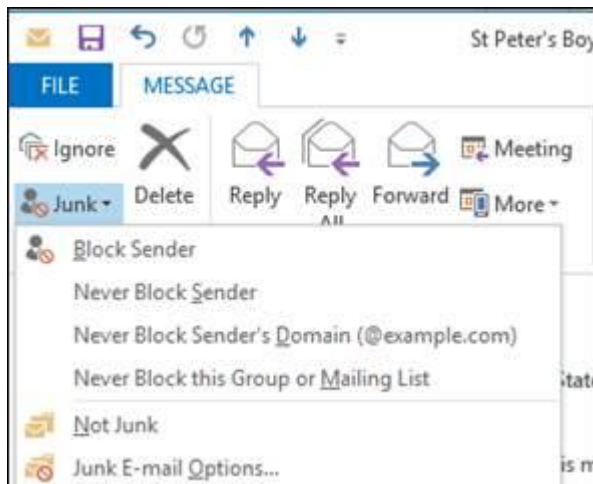 St Peter's Boy
FILE MESSAGE
Ignore
Meeting
Junk Delete Reply Reply All Forward More
Block Sender
Never Block Sender
Never Block Sender's Domain (@example.com)
Never Block this Group or Mailing List
Not Junk
Junk E-mail Options...